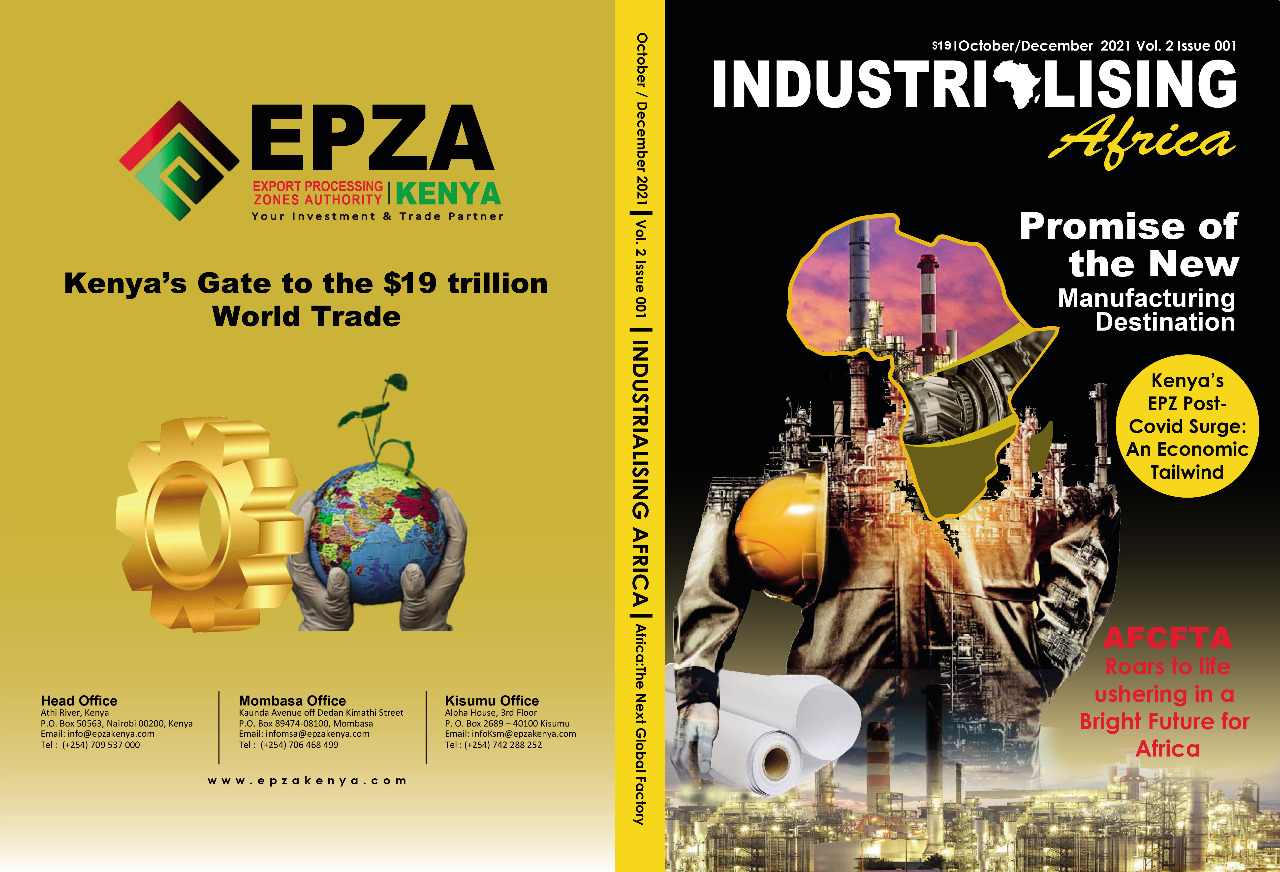 EPZA
EXPORT PROCESSING
ZONES AUTHORITY
KENYA
Your Investment & Trade Partner
Kenya's Gate to the $19 trillion
World Trade
Head Office
Athi River, Kenya
P.O. Box 50563, Nairobi 00200, Kenya
Email: info@epzakenya.com
Tel : (+254) 709 537 000
Mombasa Office
Kaunda Avenue off Dedan Kimathi Street
P.O. Box 89474-08100, Mombasa
Email: infomsa@epzakenya.com
Tel : (+254) 706 468 499
Kisumu Office
Alpha House, 3rd Floor
P. O. Box 2689 – 40100 Kisumu
Email: infoKsm@epzakenya.com
Tel : (+254) 742 288 252
www.epzakenya.com
October / December 2021 | Vol. 2 Issue 001 | INDUSTRIALISING AFRICA | Africa:The Next Global Factory
$19 | October/December 2021 Vol. 2 Issue 001
INDUSTRIALISING
Africa
Promise of
the New
Manufacturing
Destination
Kenya's
EPZ Post-
Covid Surge:
An Economic
Tailwind
AFCFTA
Roars to life
ushering in a
Bright Future for
Africa